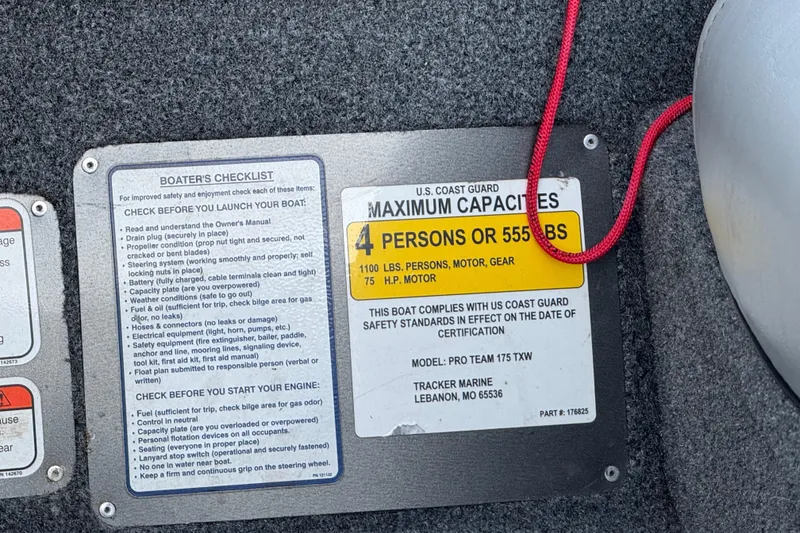 age
ss
ng
142673
ause
ear
PN 142670
BOATER'S CHECKLIST
For improved safety and enjoyment check each of these items:
CHECK BEFORE YOU LAUNCH YOUR BOAT:
• Read and understand the Owner's Manual
• Drain plug (securely in place)
• Propeller condition (prop nut tight and secured, not
cracked or bent blades)
• Steering system (working smoothly and properly; self
locking nuts in place)
• Battery (fully charged, cable terminals clean and tight)
• Capacity plate (are you overpowered)
• Weather conditions (safe to go out)
• Fuel & oil (sufficient for trip, check bilge area for gas
odor, no leaks)
• Hoses & connectors (no leaks or damage)
• Electrical equipment (light, horn, pumps, etc.)
• Safety equipment (fire extinguisher, bailer, paddle,
anchor and line, mooring lines, signaling device,
tool kit, first aid kit, first aid manual)
• Float plan submitted to responsible person (verbal or
written)
CHECK BEFORE YOU START YOUR ENGINE:
• Fuel (sufficient for trip, check bilge area for gas odor)
• Control in neutral
• Capacity plate (are you overloaded or overpowered)
• Personal flotation devices on all occupants.
• Seating (everyone in proper place)
• Lanyard stop switch (operational and securely fastened)
• No one in water near boat.
• Keep a firm and continuous grip on the steering wheel.
U.S. COAST GUARD
MAXIMUM CAPACITIES
4 PERSONS OR 555 LBS
1100 LBS. PERSONS, MOTOR, GEAR
75 H.P. MOTOR
THIS BOAT COMPLIES WITH US COAST GUARD
SAFETY STANDARDS IN EFFECT ON THE DATE OF
CERTIFICATION
MODEL: PRO TEAM 175 TXW
TRACKER MARINE
LEBANON, MO 65536
PART #: 176825